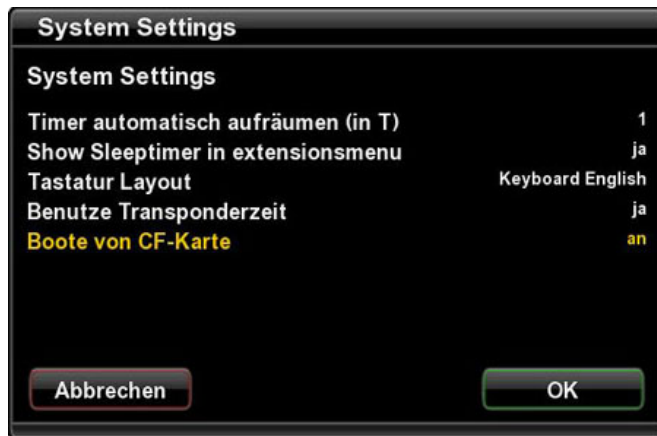 System Settings
System Settings
Timer automatisch aufräumen (in T) 1
Show Sleeptimer in extensionsmenu ja
Tastatur Layout Keyboard English
Benutze Transponderzeit ja
Boote von CF-Karte an
Abbrechen OK